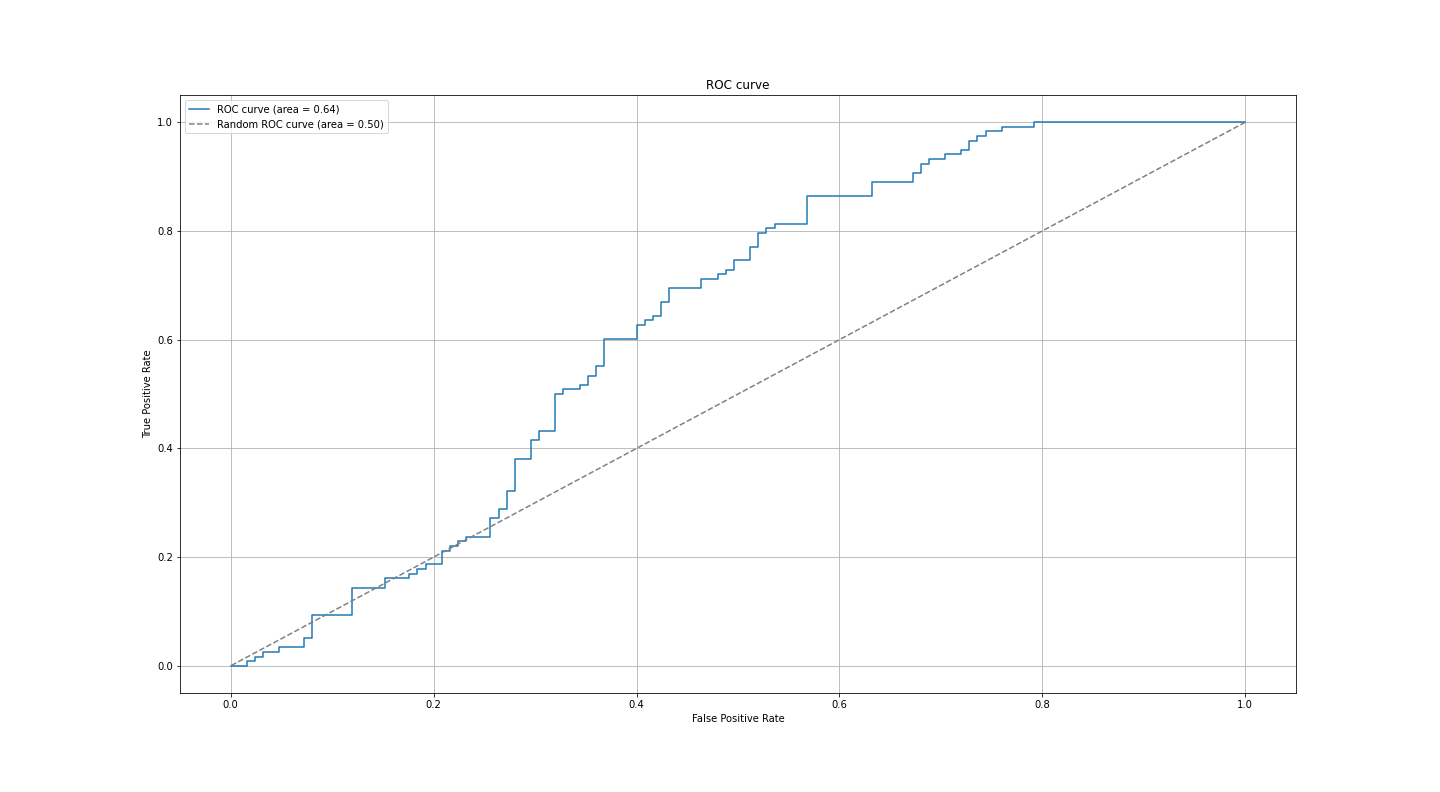 ROC curve
ROC curve (area = 0.64)
Random ROC curve (area = 0.50)
1.0
0.8
0.6
0.4
0.2
0.0
True Positive Rate
0.0 0.2 0.4 0.6 0.8 1.0
False Positive Rate